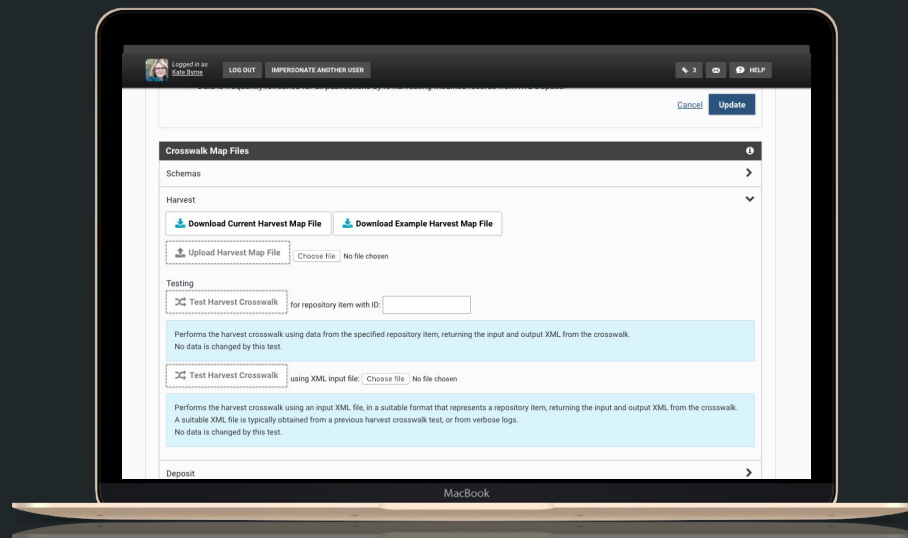 Logged in as
Kate Byrne
LOG OUT
IMPERSONATE ANOTHER USER
3
HELP
Cancel
Update
Crosswalk Map Files
Schemas
Harvest
Download Current Harvest Map File
Download Example Harvest Map File
Upload Harvest Map File
Choose file
No file chosen
Testing
Test Harvest Crosswalk
for repository item with ID:
Performs the harvest crosswalk using data from the specified repository item, returning the input and output XML from the crosswalk.
No data is changed by this test.
Test Harvest Crosswalk
using XML input file:
Choose file
No file chosen
Performs the harvest crosswalk using an input XML file, in a suitable format that represents a repository item, returning the input and output XML from the crosswalk.
A suitable XML file is typically obtained from a previous harvest crosswalk test, or from verbose logs.
No data is changed by this test.
Deposit
MacBook